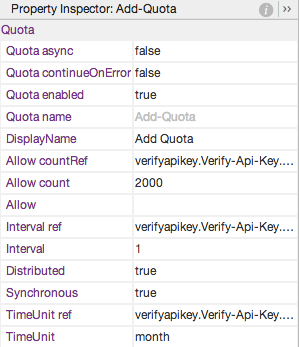 Property Inspector: Add-Quota i >>
Quota
Quota async false
Quota continueOnError false
Quota enabled true
Quota name Add-Quota
DisplayName Add Quota
Allow countRef verifyapikey.Verify-Api-Key....
Allow count 2000
Allow
Interval ref verifyapikey.Verify-Api-Key....
Interval 1
Distributed true
Synchronous true
TimeUnit ref verifyapikey.Verify-Api-Key....
TimeUnit month